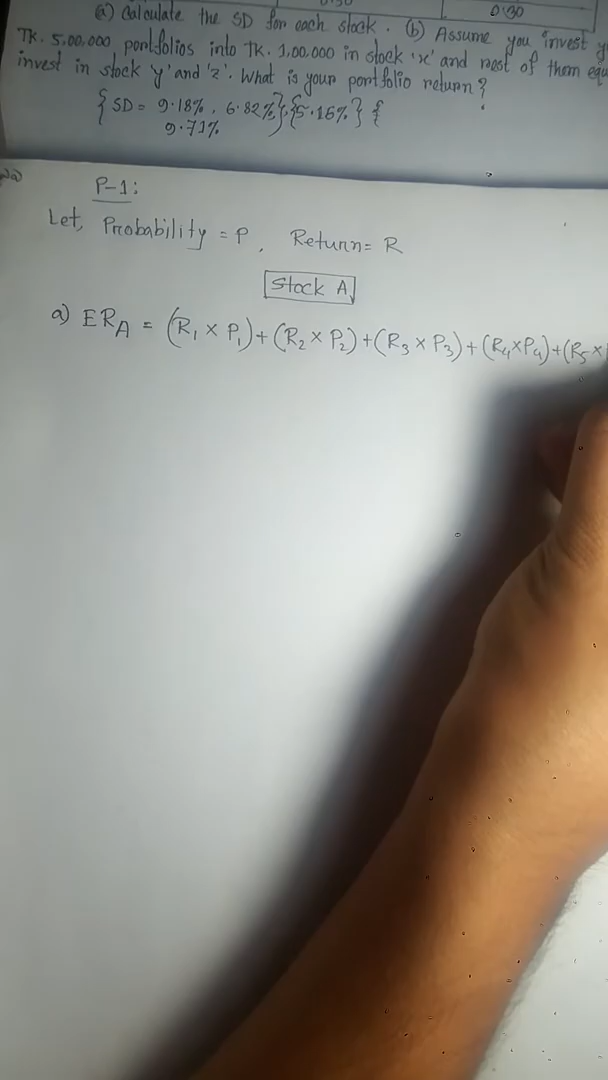 0.30
(a) Calculate the SD for each stock. (b) Assume you invest
Tk. 5,00,000 portfolios into Tk. 1,00,000 in stock 'x' and rest of them equ
invest in stock 'y' and 'z'. What is your portfolio return?
{SD = 9.18%, 6.82%} {5.16%} {
9.71%
P-1:
Let, Probability = P, Return = R
Stock A
a) ER_A = (R₁ × P₁) + (R₂ × P₂) + (R₃ × P₃) + (R₄ × P₄) + (R₅ ×